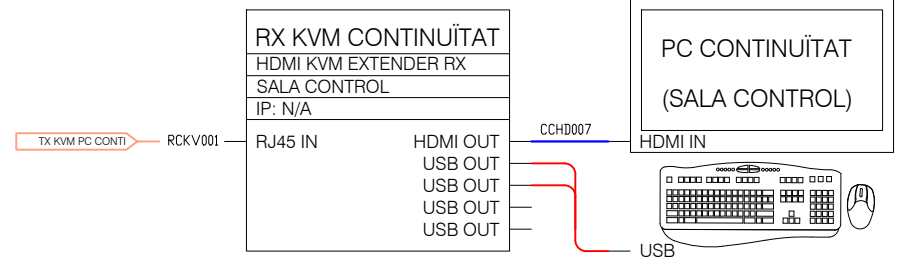 RX KVM CONTINUÏTAT
HDMI KVM EXTENDER RX
SALA CONTROL
IP: N/A
TX KVM PC CONTI
RCKV001
RJ45 IN
HDMI OUT
USB OUT
USB OUT
USB OUT
USB OUT
CCHD007
PC CONTINUÏTAT
(SALA CONTROL)
HDMI IN
USB